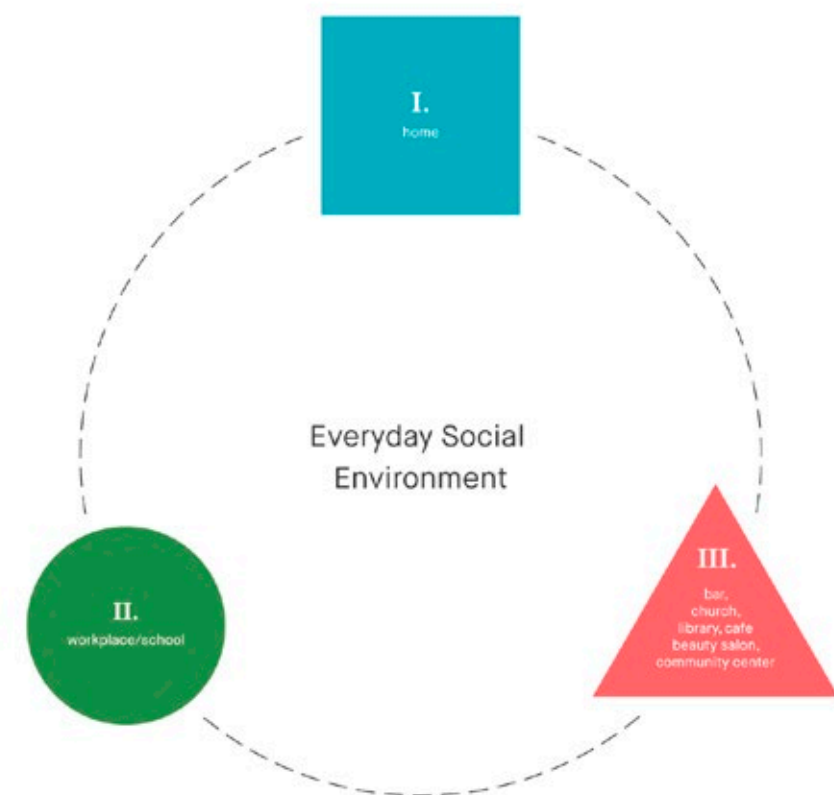 I.
home
Everyday Social
Environment
II.
workplace/school
III.
bar,
church,
library, cafe
beauty salon,
community center